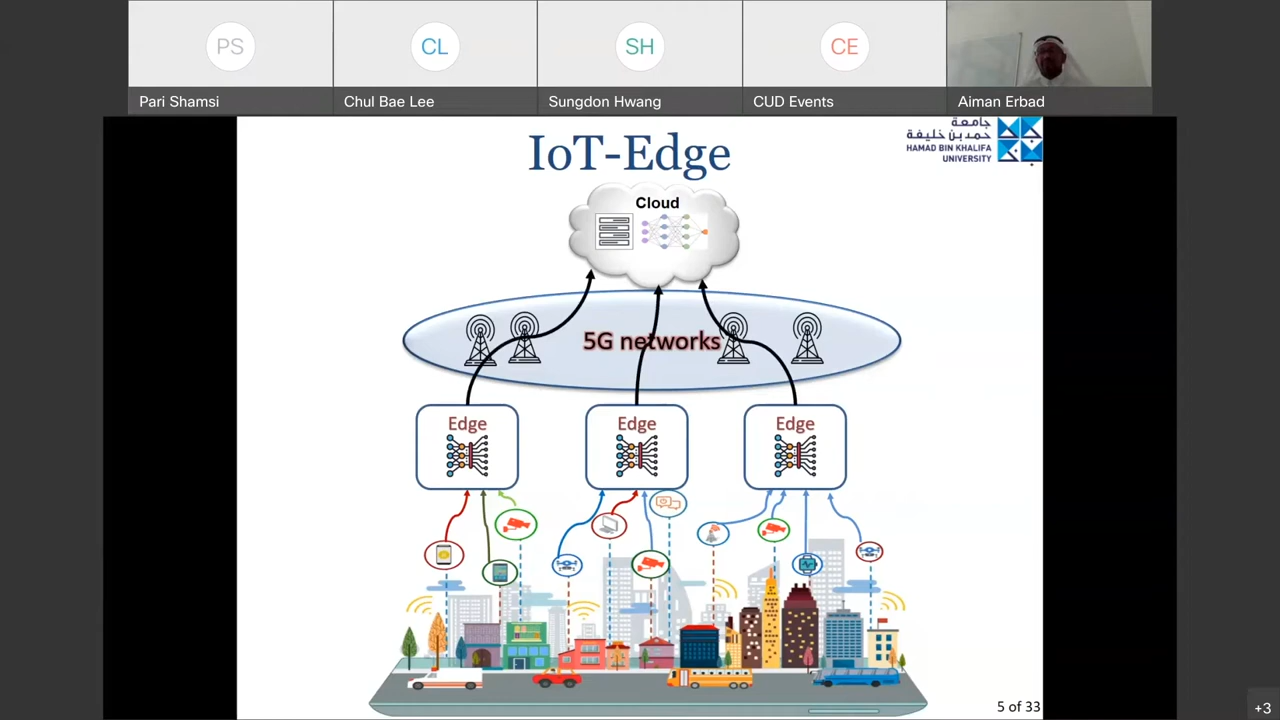 PS
CL
SH
CE
Pari Shamsi
Chul Bae Lee
Sungdon Hwang
CUD Events
Aiman Erbad
IoT-Edge
جامعة
حمد بن خليفة
HAMAD BIN KHALIFA
UNIVERSITY
Cloud
5G networks
Edge
Edge
Edge
5 of 33
+3